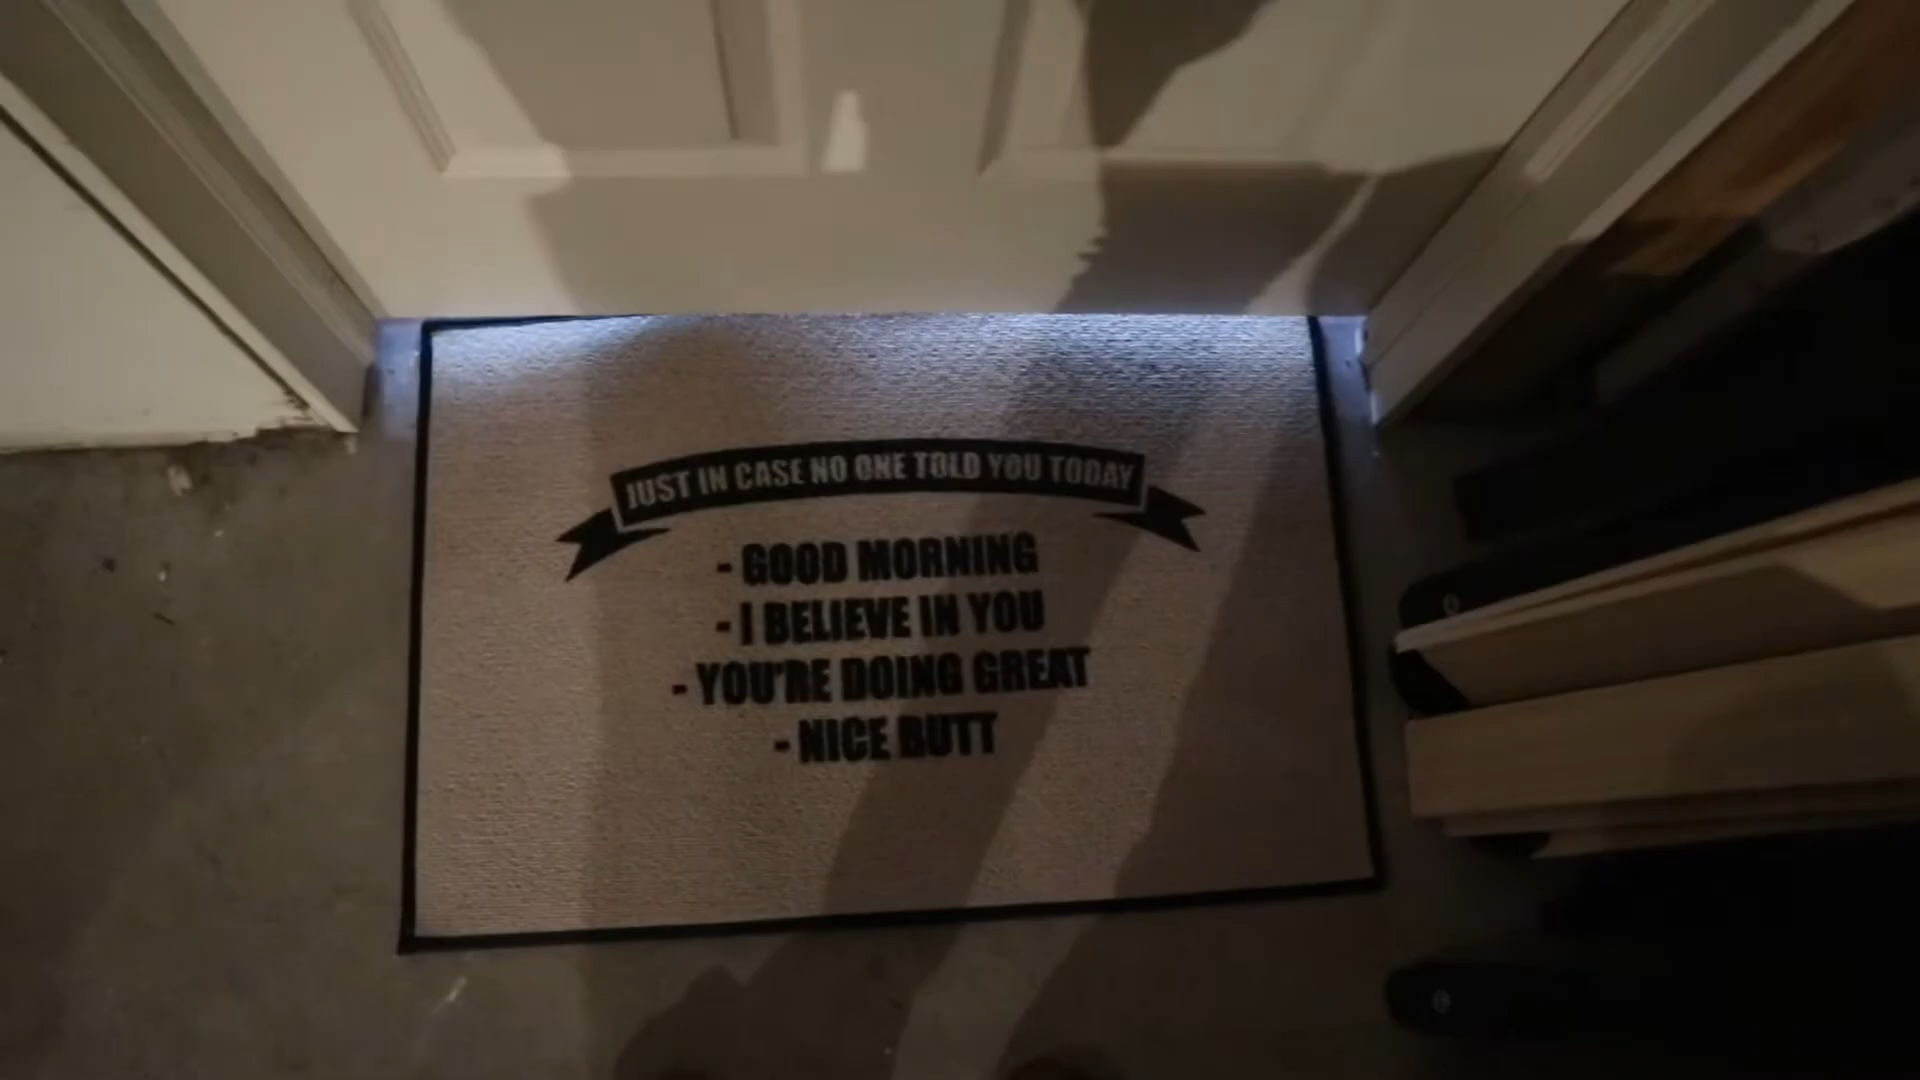 JUST IN CASE NO ONE TOLD YOU TODAY
- GOOD MORNING
- I BELIEVE IN YOU
- YOU'RE DOING GREAT
- NICE BUTT